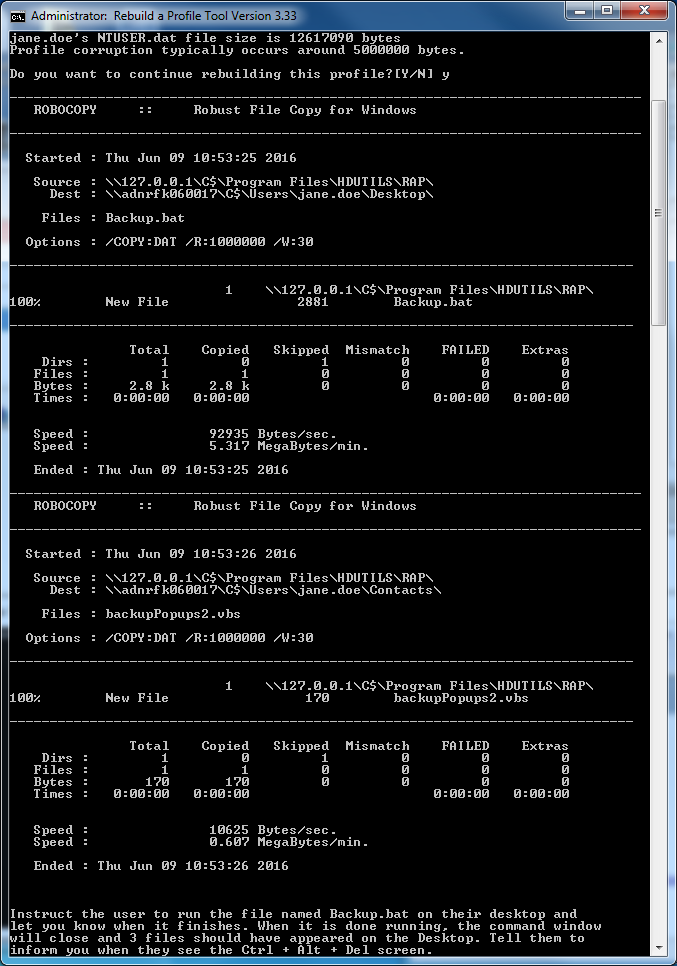 Administrator: Rebuild a Profile Tool Version 3.33
jane.doe's NTUSER.dat file size is 12617090 bytes
Profile corruption typically occurs around 5000000 bytes.
Do you want to continue rebuilding this profile?[Y/N] y
-------------------------------------------------------------------------------
ROBOCOPY     ::     Robust File Copy for Windows
-------------------------------------------------------------------------------
Started : Thu Jun 09 10:53:25 2016
Source : \\127.0.0.1\C$\Program Files\HDUTILS\RAP\
Dest : \\adnrfk060017\C$\Users\jane.doe\Desktop\
Files : Backup.bat
Options : /COPY:DAT /R:1000000 /W:30
------------------------------------------------------------------------------
1    \\127.0.0.1\C$\Program Files\HDUTILS\RAP\
100%        New File                2881        Backup.bat
------------------------------------------------------------------------------
Total    Copied   Skipped  Mismatch    FAILED    Extras
Dirs :         1         0         1         0         0         0
Files :         1         1         0         0         0         0
Bytes :     2.8 k     2.8 k         0         0         0         0
Times :   0:00:00   0:00:00                       0:00:00   0:00:00
Speed :               92935 Bytes/sec.
Speed :               5.317 MegaBytes/min.
Ended : Thu Jun 09 10:53:25 2016
-------------------------------------------------------------------------------
ROBOCOPY     ::     Robust File Copy for Windows
-------------------------------------------------------------------------------
Started : Thu Jun 09 10:53:26 2016
Source : \\127.0.0.1\C$\Program Files\HDUTILS\RAP\
Dest : \\adnrfk060017\C$\Users\jane.doe\Contacts\
Files : backupPopups2.vbs
Options : /COPY:DAT /R:1000000 /W:30
------------------------------------------------------------------------------
1    \\127.0.0.1\C$\Program Files\HDUTILS\RAP\
100%        New File                 170        backupPopups2.vbs
------------------------------------------------------------------------------
Total    Copied   Skipped  Mismatch    FAILED    Extras
Dirs :         1         0         1         0         0         0
Files :         1         1         0         0         0         0
Bytes :       170       170         0         0         0         0
Times :   0:00:00   0:00:00                       0:00:00   0:00:00
Speed :               10625 Bytes/sec.
Speed :               0.607 MegaBytes/min.
Ended : Thu Jun 09 10:53:26 2016
Instruct the user to run the file named Backup.bat on their desktop and
let you know when it finishes. When it is done running, the command window
will close and 3 files should have appeared on the Desktop. Tell them to
inform you when they see the Ctrl + Alt + Del screen.